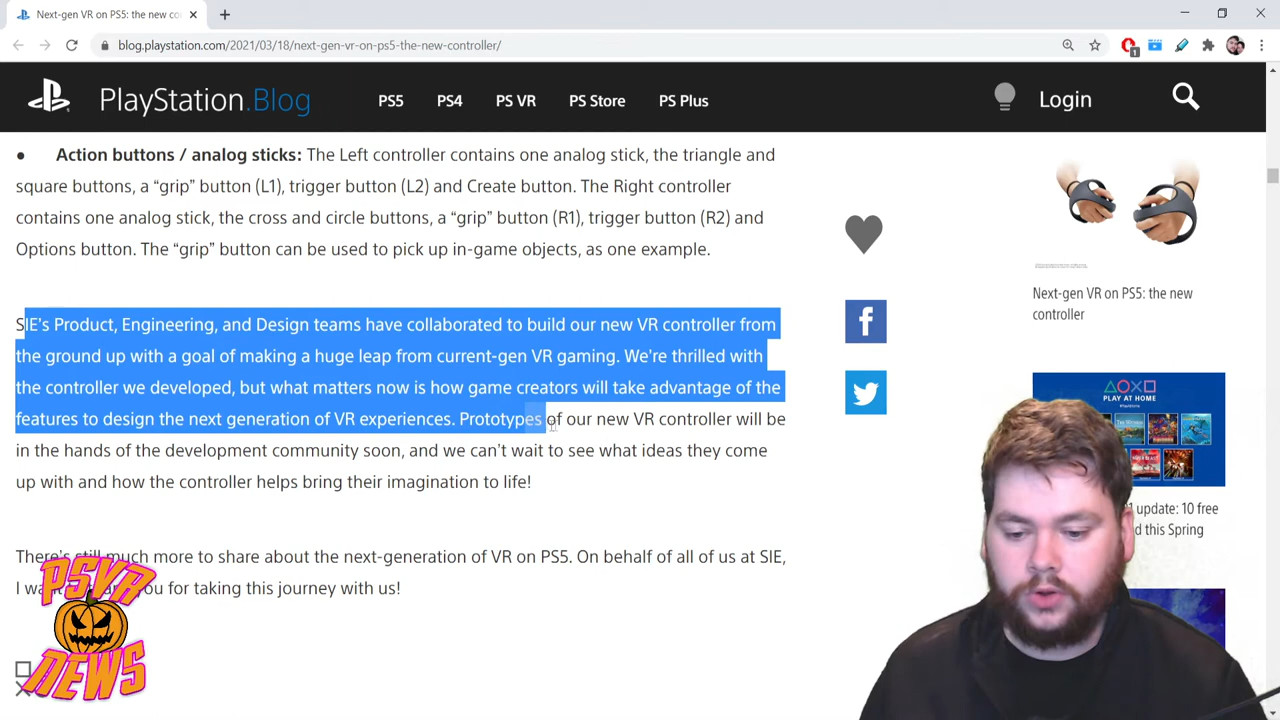 Next-gen VR on PS5: the new co
blog.playstation.com/2021/03/18/next-gen-vr-on-ps5-the-new-controller/
1
PlayStation.Blog
PS5
PS4
PS VR
PS Store
PS Plus
Login
● Action buttons / analog sticks: The Left controller contains one analog stick, the triangle and
square buttons, a “grip” button (L1), trigger button (L2) and Create button. The Right controller
contains one analog stick, the cross and circle buttons, a “grip” button (R1), trigger button (R2) and
Options button. The “grip” button can be used to pick up in-game objects, as one example.
SIE’s Product, Engineering, and Design teams have collaborated to build our new VR controller from
the ground up with a goal of making a huge leap from current-gen VR gaming. We’re thrilled with
the controller we developed, but what matters now is how game creators will take advantage of the
features to design the next generation of VR experiences. Prototypes of our new VR controller will be
in the hands of the development community soon, and we can’t wait to see what ideas they come
up with and how the controller helps bring their imagination to life!
There’s still much more to share about the next-generation of VR on PS5. On behalf of all of us at SIE,
I wa ou for taking this journey with us!
Next-gen VR on PS5: the new
controller
PLAY AT HOME
1 update: 10 free
d this Spring
PSVR
NEWS